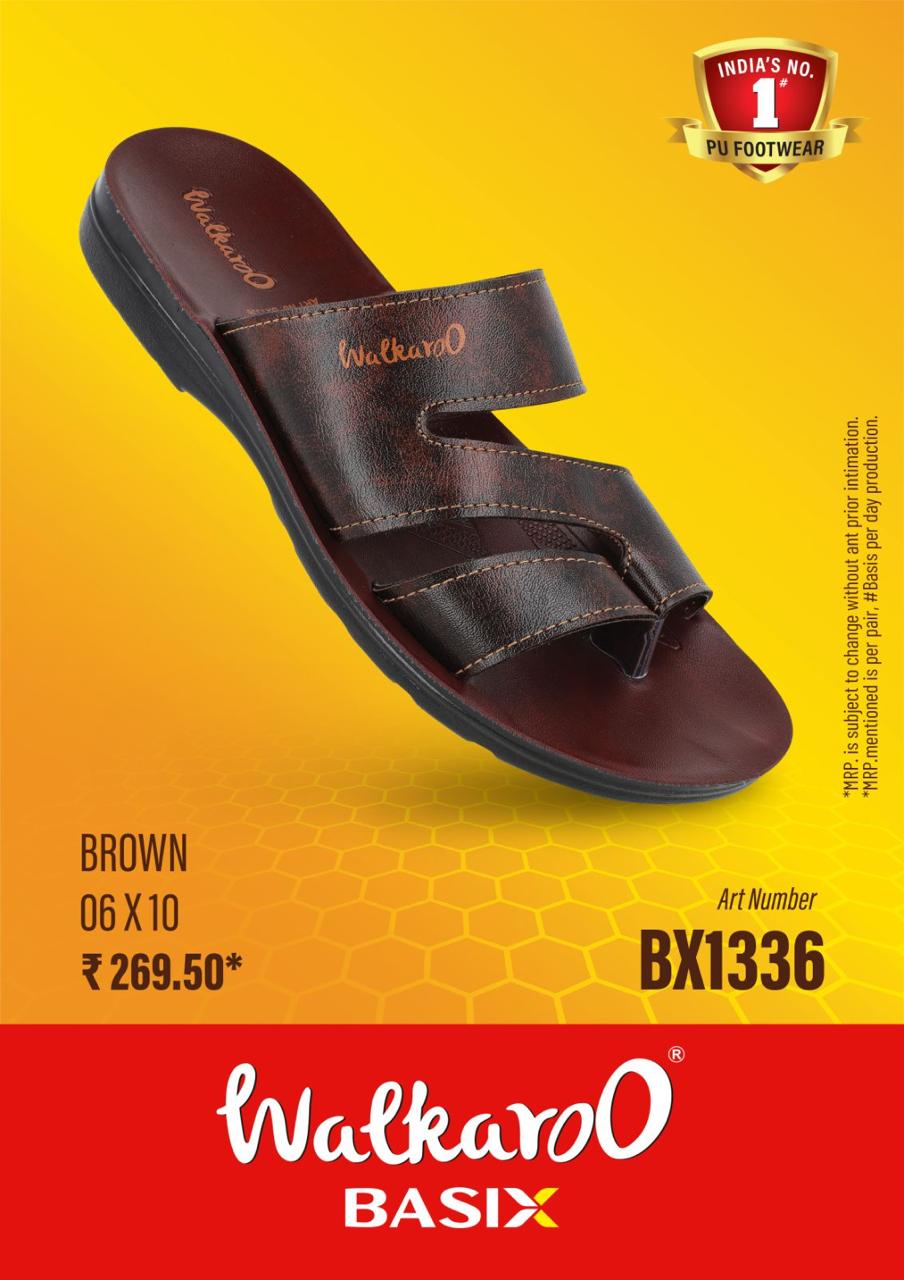 INDIA'S NO.
1#
PU FOOTWEAR
Walkaroo
Walkaroo
*MRP. is subject to change without ant prior intimation.
*MRP.mentioned is per pair, #Basis per day production.
BROWN
06 X 10
₹ 269.50*
Art Number
BX1336
Walkaroo®
BASIX